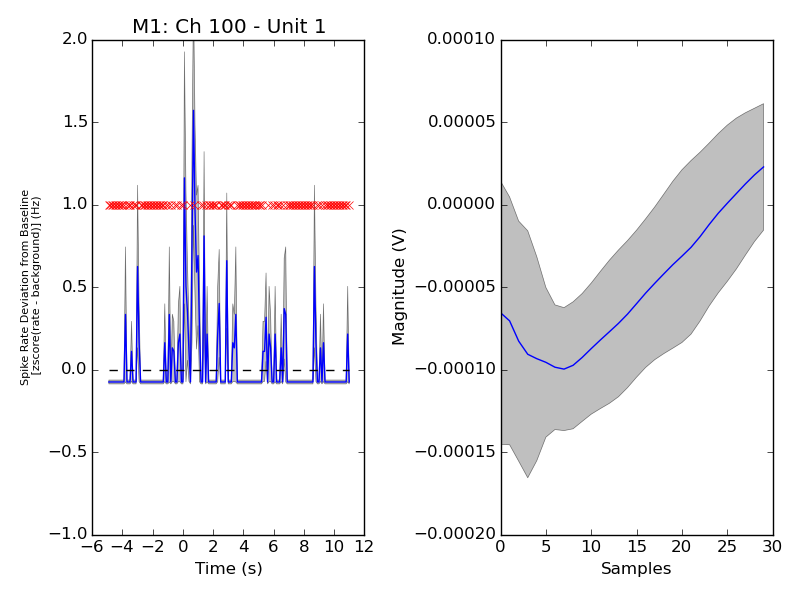 M1: Ch 100 - Unit 1
2.0
1.5
1.0
0.5
0.0
−0.5
−1.0
−6 −4 −2 0 2 4 6 8 10 12
Time (s)
Spike Rate Deviation from Baseline
[zscore(rate - background)] (Hz)
0.00010
0.00005
0.00000
−0.00005
−0.00010
−0.00015
−0.00020
0 5 10 15 20 25 30
Samples
Magnitude (V)